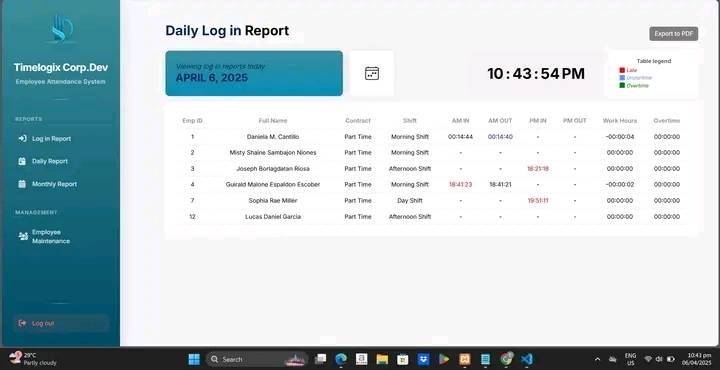 Timelogix Corp.Dev
Employee Attendance System
REPORTS
Log in Report
Daily Report
Monthly Report
MANAGEMENT
Employee
Maintenance
Log out
Daily Log in Report
Export to PDF
Viewing log in reports today
APRIL 6, 2025
10:43:54 PM
Table legend
Late
Undertime
Overtime
Emp ID Full Name Contract Shift AM IN AM OUT PM IN PM OUT Work Hours Overtime
1 Daniela M. Cantillo Part Time Morning Shift 00:14:44 00:14:40 - - -00:00:04 00:00:00
2 Misty Shaine Sambajon Niones Part Time Morning Shift - - - - 00:00:00 00:00:00
3 Joseph Borlagdatan Riosa Part Time Afternoon Shift - - 18:21:18 - 00:00:00 00:00:00
4 Guirald Malone Espaldon Escober Part Time Morning Shift 18:41:23 18:41:21 - - -00:00:02 00:00:00
7 Sophia Rae Miller Part Time Day Shift - - 19:51:11 - 00:00:00 00:00:00
12 Lucas Daniel Garcia Part Time Afternoon Shift - - - - 00:00:00 00:00:00
29°C
Partly cloudy
Search
ENG
US
10:43 pm
06/04/2025